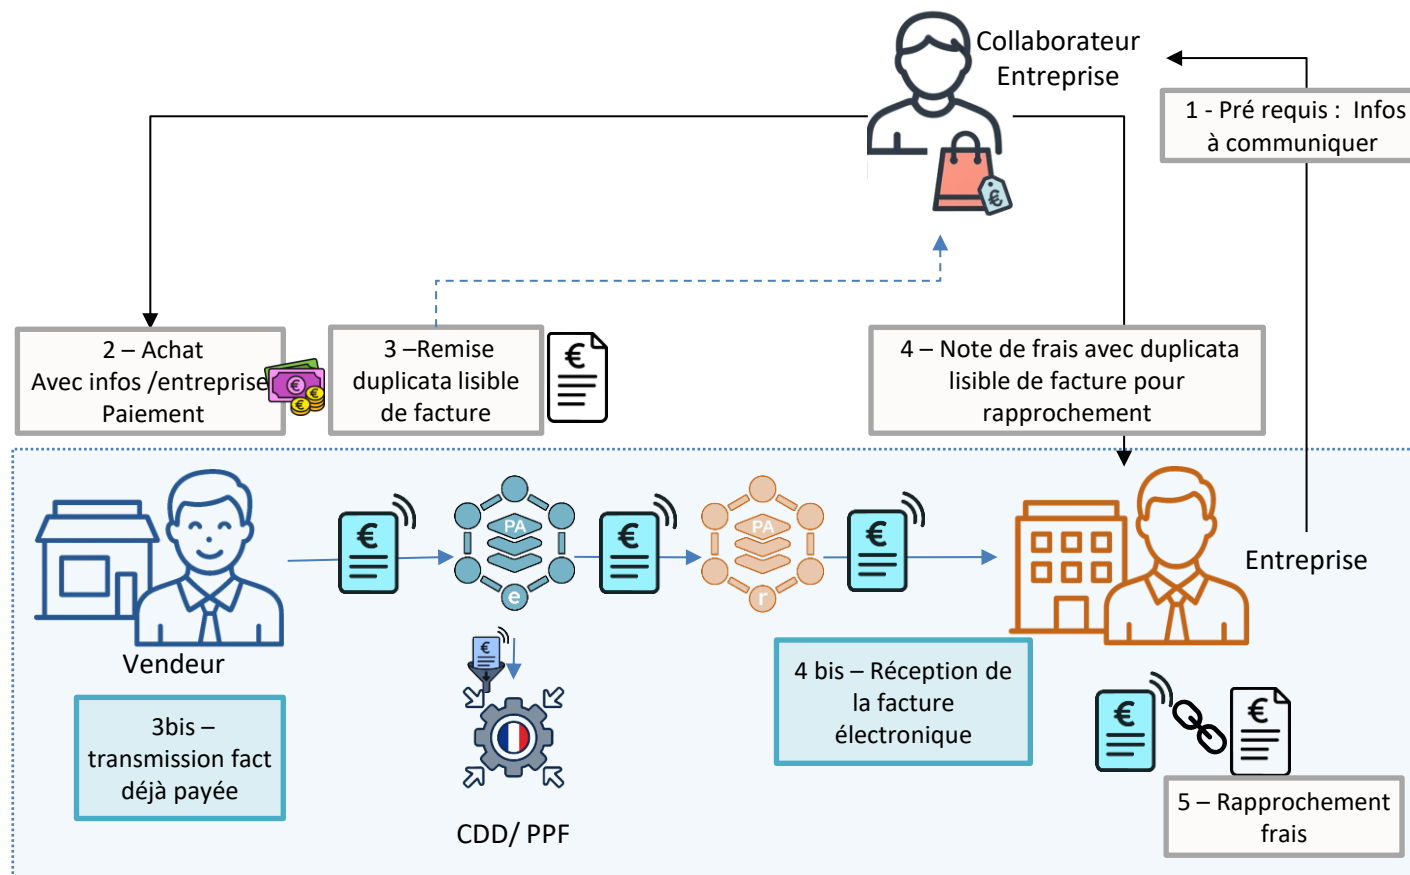 Collaborateur
Entreprise
1 - Pré requis : Infos
à communiquer
2 – Achat
Avec infos /entreprise
Paiement
€
3 –Remise
duplicata lisible
de facture
€
4 – Note de frais avec duplicata
lisible de facture pour
rapprochement
€
€
PA
e
€
PA
r
€
Vendeur
Entreprise
€
3bis –
transmission fact
déjà payée
CDD/ PPF
4 bis – Réception de
la facture
électronique
€
€
5 – Rapprochement
frais